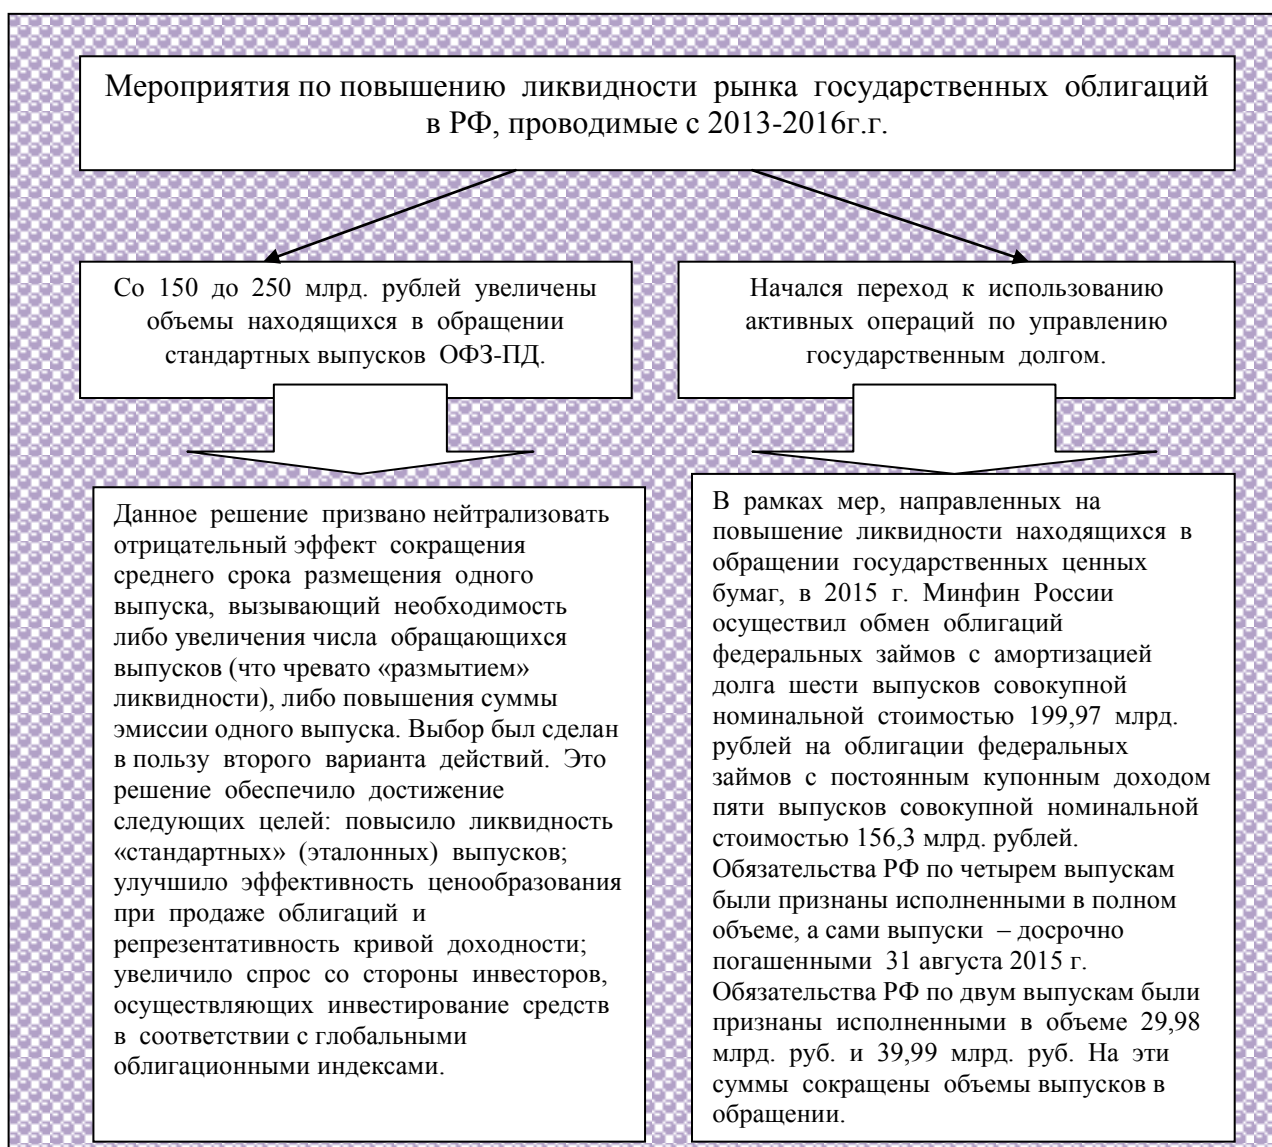 Мероприятия по повышению ликвидности рынка государственных облигаций
в РФ, проводимые с 2013-2016г.г.
Со 150 до 250 млрд. рублей увеличены
объемы находящихся в обращении
стандартных выпусков ОФЗ-ПД.
Начался переход к использованию
активных операций по управлению
государственным долгом.
Данное решение призвано нейтрализовать
отрицательный эффект сокращения
среднего срока размещения одного
выпуска, вызывающий необходимость
либо увеличения числа обращающихся
выпусков (что чревато «размытием»
ликвидности), либо повышения суммы
эмиссии одного выпуска. Выбор был сделан
в пользу второго варианта действий. Это
решение обеспечило достижение
следующих целей: повысило ликвидность
«стандартных» (эталонных) выпусков;
улучшило эффективность ценообразования
при продаже облигаций и
репрезентативность кривой доходности;
увеличило спрос со стороны инвесторов,
осуществляющих инвестирование средств
в соответствии с глобальными
облигационными индексами.
В рамках мер, направленных на
повышение ликвидности находящихся в
обращении государственных ценных
бумаг, в 2015 г. Минфин России
осуществил обмен облигаций
федеральных займов с амортизацией
долга шести выпусков совокупной
номинальной стоимостью 199,97 млрд.
рублей на облигации федеральных
займов с постоянным купонным доходом
пяти выпусков совокупной номинальной
стоимостью 156,3 млрд. рублей.
Обязательства РФ по четырем выпускам
были признаны исполненными в полном
объеме, а сами выпуски – досрочно
погашенными 31 августа 2015 г.
Обязательства РФ по двум выпускам были
признаны исполненными в объеме 29,98
млрд. руб. и 39,99 млрд. руб. На эти
суммы сокращены объемы выпусков в
обращении.